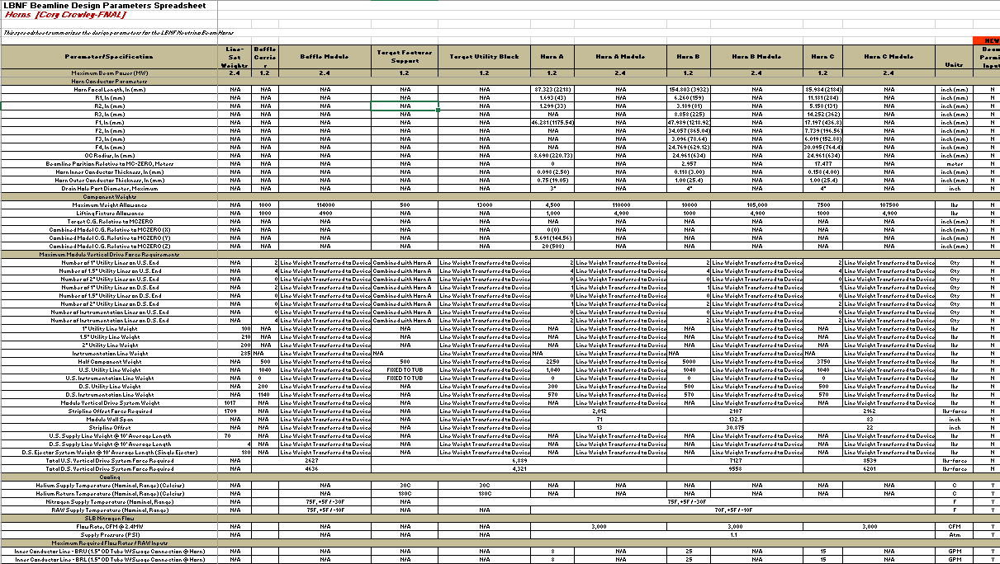 LBNF Beamline Design Parameters Spreadsheet
Horns [Cory Crowley-FNAL]
This spreadsheet summarizes the design parameters for the LBNF Neutrino Beam Horns
NEW
Parameter/Specification Line-Set Weights Baffle Carrier Baffle Module Target Features Support Target Utility Block Horn A Horn A Module Horn B Horn B Module Horn C Horn C Module Units Beam
Maximum Beam Power (MW) 2.4 1.2 2.4 1.2 1.2 1.2 2.4 1.2 2.4 1.2 2.4
Horn Conductor Parameters
Horn Focal Length, In (mm) N/A N/A N/A N/A N/A 87.323 (2218) N/A 154.803 (3932) N/A 85.984 (2184) N/A inch (mm) N
R1, In (mm) N/A N/A N/A N/A N/A 1.693 (43) N/A 6.260 (159) N/A 11.181 (284) N/A inch (mm) N
R2, In (mm) N/A N/A N/A N/A N/A 1.299 (33) N/A 3.189 (81) N/A 5.158 (131) N/A inch (mm) N
R3, In (mm) N/A N/A N/A N/A N/A N/A N/A 8.858 (225) N/A 14.252 (362) N/A inch (mm) N
F1, In (mm) N/A N/A N/A N/A N/A 46.281 (1175.54) N/A 47.989 (1218.92) N/A 17.197 (436.8) N/A inch (mm) N
F2, In (mm) N/A N/A N/A N/A N/A N/A N/A 34.057 (865.04) N/A 7.739 (196.56) N/A inch (mm) N
F3, In (mm) N/A N/A N/A N/A N/A N/A N/A 3.096 (78.64) N/A 6.019 (152.88) N/A inch (mm) N
F4, In (mm) N/A N/A N/A N/A N/A N/A N/A 24.769 (629.12) N/A 30.095 (764.4) N/A inch (mm) N
OC Radius, In (mm) N/A N/A N/A N/A N/A 8.690 (220.73) N/A 24.961 (634) N/A 24.961 (634) N/A inch (mm) N
Beamline Position Relative to MC-ZERO, Meters N/A N/A N/A N/A N/A 0 N/A 2.957 N/A 17.477 N/A meter N
Horn Inner Conductor Thickness, In (mm) N/A N/A N/A N/A N/A 0.098 (2.50) N/A 0.118 (3.00) N/A 0.158 (4.00) N/A inch (mm) N
Horn Outer Conductor Thickness, In (mm) N/A N/A N/A N/A N/A 0.75 (19.05) N/A 1.00 (25.4) N/A 1.00 (25.4) N/A inch (mm) N
Drain Hole Port Diameter, Maximum N/A N/A N/A N/A N/A 3" N/A 4" N/A 4" N/A inch N
Component Weights
Maximum Weight Allowance N/A 1000 114000 500 13000 4,500 110000 10000 105,000 7500 107500 lbs N
Lifting Fixture Allowance N/A 1000 4900 N/A N/A 1,000 4,900 1000 4,900 1000 4,900 lbs N
Target C.G. Relative to MCZERO N/A N/A N/A N/A N/A N/A N/A N/A N/A N/A N/A inch (mm) N
Combined Model C.G. Relative to MCZERO (X) N/A N/A N/A N/A N/A 0 (0) N/A N/A N/A N/A N/A inch (mm) N
Combined Model C.G. Relative to MCZERO (Y) N/A N/A N/A N/A N/A 5.691 (144.56) N/A N/A N/A N/A N/A inch (mm) N
Combined Model C.G. Relative to MCZERO (Z) N/A N/A N/A N/A N/A 20 (508) N/A N/A N/A N/A N/A inch (mm) N
Maximum Module Vertical Drive Force Requirements
Number of 1" Utility Lines on U.S. End N/A 2 Line Weight Transferred to Device Combined with Horn A Line Weight Transferred to Device 2 Line Weight Transferred to Device 2 Line Weight Transferred to Device 2 Line Weight Transferred to Device Qty N
Number of 1.5" Utility Lines on U.S. End N/A 4 Line Weight Transferred to Device Combined with Horn A Line Weight Transferred to Device 4 Line Weight Transferred to Device 4 Line Weight Transferred to Device 4 Line Weight Transferred to Device Qty N
Number of 2" Utility Lines on U.S. End N/A 0 Line Weight Transferred to Device Combined with Horn A Line Weight Transferred to Device 0 Line Weight Transferred to Device 0 Line Weight Transferred to Device 0 Line Weight Transferred to Device Qty N
Number of 1" Utility Lines on D.S. End N/A 2 Line Weight Transferred to Device Combined with Horn A Line Weight Transferred to Device 1 Line Weight Transferred to Device 1 Line Weight Transferred to Device 1 Line Weight Transferred to Device Qty N
Number of 1.5" Utility Lines on D.S. End N/A 0 Line Weight Transferred to Device Combined with Horn A Line Weight Transferred to Device 0 Line Weight Transferred to Device 0 Line Weight Transferred to Device 0 Line Weight Transferred to Device Qty N
Number of 2" Utility Lines on D.S. End N/A 0 Line Weight Transferred to Device Combined with Horn A Line Weight Transferred to Device 1 Line Weight Transferred to Device 2 Line Weight Transferred to Device 2 Line Weight Transferred to Device Qty N
Number of Instrumentation Lines on U.S. End N/A 0 Line Weight Transferred to Device Combined with Horn A Line Weight Transferred to Device 0 Line Weight Transferred to Device 0 Line Weight Transferred to Device 0 Line Weight Transferred to Device Qty N
Number of Instrumentation Lines on D.S. End N/A 4 Line Weight Transferred to Device Combined with Horn A Line Weight Transferred to Device 2 Line Weight Transferred to Device 2 Line Weight Transferred to Device 2 Line Weight Transferred to Device Qty N
1" Utility Line Weight 100 N/A Line Weight Transferred to Device N/A Line Weight Transferred to Device N/A Line Weight Transferred to Device N/A Line Weight Transferred to Device N/A Line Weight Transferred to Device lbs N
1.5" Utility Line Weight 210 N/A Line Weight Transferred to Device N/A Line Weight Transferred to Device N/A Line Weight Transferred to Device N/A Line Weight Transferred to Device N/A Line Weight Transferred to Device lbs N
2" Utility Line Weight 200 N/A Line Weight Transferred to Device N/A Line Weight Transferred to Device N/A Line Weight Transferred to Device N/A Line Weight Transferred to Device N/A Line Weight Transferred to Device lbs N
Instrumentation Line Weight 285 N/A Line Weight Transferred to Device N/A Line Weight Transferred to Device N/A Line Weight Transferred to Device N/A Line Weight Transferred to Device N/A Line Weight Transferred to Device lbs N
Half Component Weight N/A 500 Line Weight Transferred to Device 500 Line Weight Transferred to Device 2250 Line Weight Transferred to Device 5000 Line Weight Transferred to Device 3750 Line Weight Transferred to Device lbs N
U.S. Utility Line Weight N/A 1040 Line Weight Transferred to Device FIXED TO TUB Line Weight Transferred to Device 1,040 Line Weight Transferred to Device 1040 Line Weight Transferred to Device 1040 Line Weight Transferred to Device lbs N
U.S. Instrumentation Line N/A 0 Line Weight Transferred to Device FIXED TO TUB Line Weight Transferred to Device 0 Line Weight Transferred to Device 0 Line Weight Transferred to Device 0 Line Weight Transferred to Device lbs N
D.S. Utility Line Weight N/A 200 Line Weight Transferred to Device N/A Line Weight Transferred to Device 300 Line Weight Transferred to Device 500 Line Weight Transferred to Device 500 Line Weight Transferred to Device lbs N
D.S. Instrumentation Line Weight N/A 1140 Line Weight Transferred to Device N/A Line Weight Transferred to Device 570 Line Weight Transferred to Device 570 Line Weight Transferred to Device 570 Line Weight Transferred to Device lbs N
Module Vertical Drive System Weight 1017 N/A Line Weight Transferred to Device N/A Line Weight Transferred to Device N/A Line Weight Transferred to Device N/A Line Weight Transferred to Device N/A Line Weight Transferred to Device lbs N
Stripline Offset Force Required 1709 N/A Line Weight Transferred to Device N/A Line Weight Transferred to Device 2,012 2107 2162 lbs-force N
Module Wall Span N/A N/A Line Weight Transferred to Device N/A Line Weight Transferred to Device 71 132.5 83 inch N
Stripline Offset N/A N/A Line Weight Transferred to Device N/A Line Weight Transferred to Device 13 30.875 22 inch N
U.S. Supply Line Weight @ 10' Average Length 70 N/A Line Weight Transferred to Device N/A Line Weight Transferred to Device N/A Line Weight Transferred to Device N/A Line Weight Transferred to Device N/A Line Weight Transferred to Device lbs N
D.S. Supply Line Weight @ 10' Average Length 4 N/A Line Weight Transferred to Device N/A Line Weight Transferred to Device N/A Line Weight Transferred to Device N/A Line Weight Transferred to Device N/A Line Weight Transferred to Device lbs N
D.S. Ejector System Weight @ 10' Average Length (Single Ejector) 180 N/A Line Weight Transferred to Device N/A Line Weight Transferred to Device N/A Line Weight Transferred to Device N/A Line Weight Transferred to Device N/A Line Weight Transferred to Device lbs N
Total U.S. Vertical Drive System Force Required N/A 2627 6,889 7127 8539 lbs-force N
Total D.S. Vertical Drive System Force Required N/A 4636 4,321 9558 6201 lbs-force N
Cooling
Helium Supply Temperature (Nominal, Range) (Celcius) N/A N/A N/A 30C 30C N/A N/A N/A N/A N/A N/A C Y
Helium Return Temperature (Nominal, Range) (Celcius) N/A N/A N/A 180C 180C N/A N/A N/A N/A N/A N/A C Y
Nitrogen Supply Temperature (Nominal, Range) N/A 75F, +5F / -30F N/A 75F, +5F / -30F F Y
RAW Supply Temperature (Nominal, Range) N/A 75F, +5F / -10F N/A N/A 70F, +5F / -10F F Y
SLB Nitrogen Flow
Flow Rate, CFM @ 2.4MW N/A N/A N/A N/A 3,000 3,000 3,000 CFM Y
Supply Pressure (PSI) N/A N/A N/A N/A 1.1 Atm Y
Maximum Required Flow Rates / RAW Inputs
Inner Conductor Line - BRU (1.5" OD Tube W/ Swage Connection @ Horn) N/A N/A N/A N/A N/A 8 N/A 25 N/A 15 N/A GPM Y
Inner Conductor Line - BRL (1.5" OD Tube W/ Swage Connection @ Horn) N/A N/A N/A N/A N/A 8 N/A 25 N/A 15 N/A GPM Y